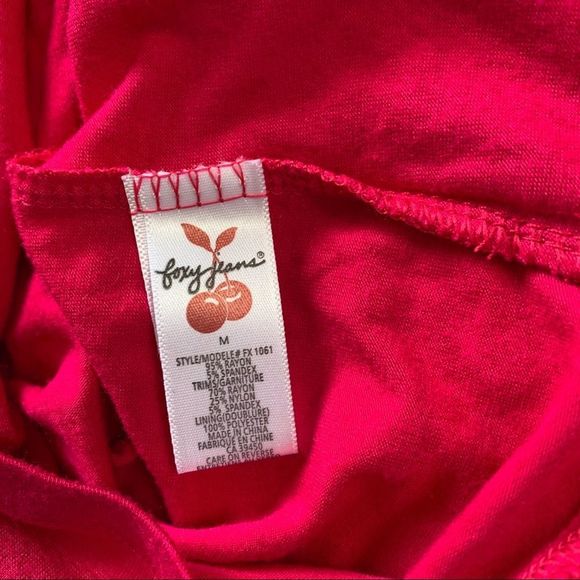 foxy jeans®
M
STYLE/MODELE# FX 1061
95% RAYON
5% SPANDEX
TRIMS/GARNITURE
70% RAYON
25% NYLON
5% SPANDEX
LINING(DOUBLURE)
100% POLYESTER
MADE IN CHINA
FABRIQUE EN CHINE
CA 39450
CARE ON REVERSE